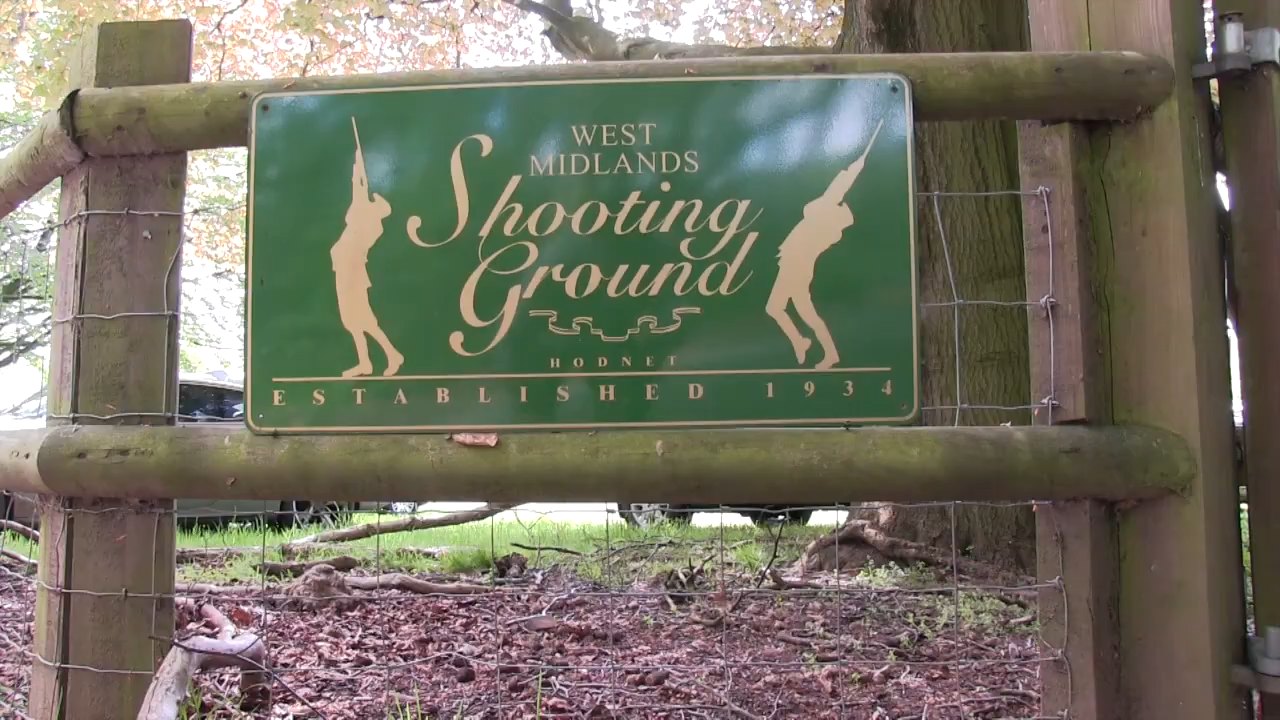 WEST
MIDLANDS
Shooting
Ground
HODNET
ESTABLISHED 1934